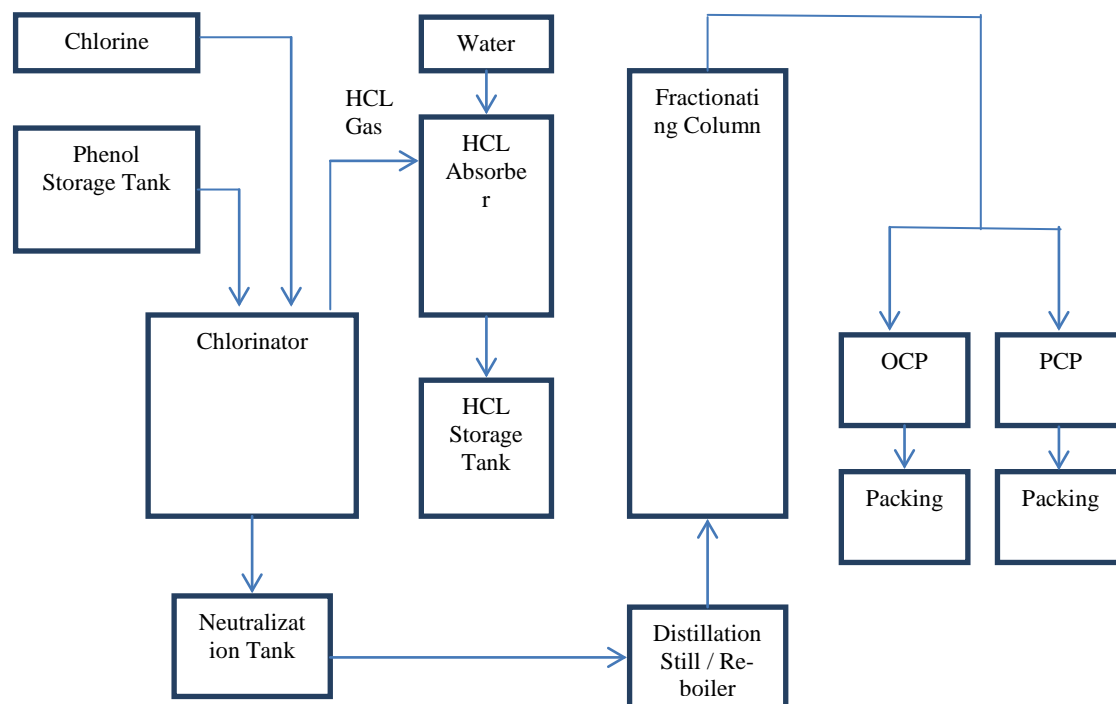 Chlorine
Water
Fractionati
ng Column
HCL
Gas
Phenol
Storage Tank
HCL
Absorbe
r
Chlorinator
OCP
PCP
HCL
Storage
Tank
Packing
Packing
Neutralizat
ion Tank
Distillation
Still / Re-
boiler